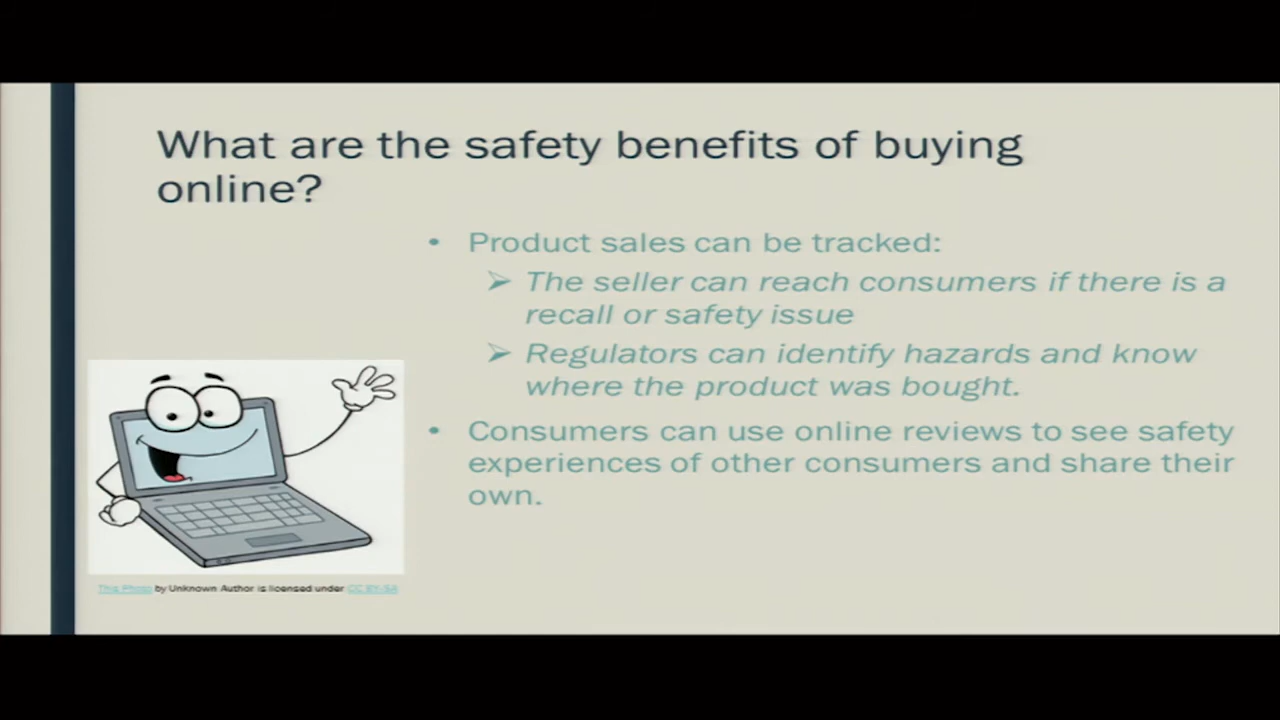 What are the safety benefits of buying
online?
• Product sales can be tracked:
➢ The seller can reach consumers if there is a
recall or safety issue
➢ Regulators can identify hazards and know
where the product was bought.
• Consumers can use online reviews to see safety
experiences of other consumers and share their
own.
This Photo by Unknown Author is licensed under CC BY-SA